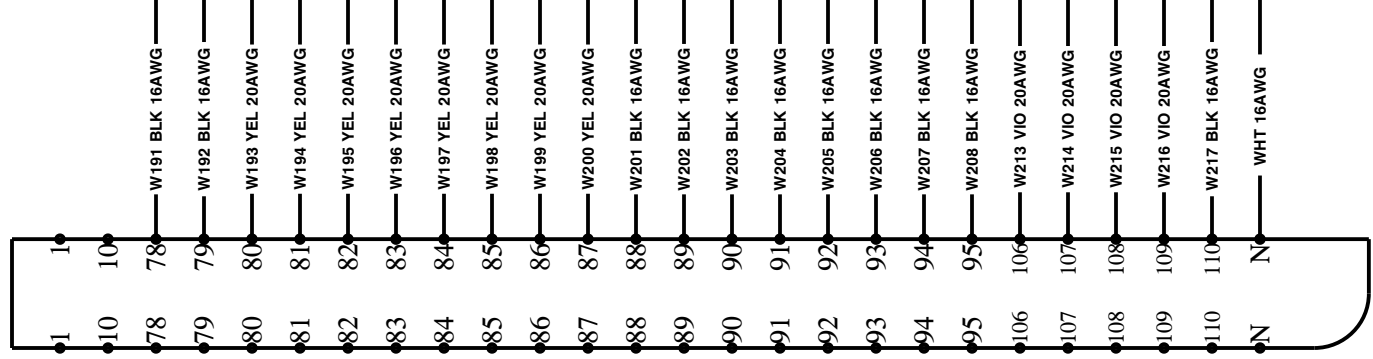 W191 BLK 16AWG
W192 BLK 16AWG
W193 YEL 20AWG
W194 YEL 20AWG
W195 YEL 20AWG
W196 YEL 20AWG
W197 YEL 20AWG
W198 YEL 20AWG
W199 YEL 20AWG
W200 YEL 20AWG
W201 BLK 16AWG
W202 BLK 16AWG
W203 BLK 16AWG
W204 BLK 16AWG
W205 BLK 16AWG
W206 BLK 16AWG
W207 BLK 16AWG
W208 BLK 16AWG
W213 VIO 20AWG
W214 VIO 20AWG
W215 VIO 20AWG
W216 VIO 20AWG
W217 BLK 16AWG
WHT 16AWG
1
10
78
79
80
81
82
83
84
85
86
87
88
89
90
91
92
93
94
95
106
107
108
109
110
N
1
10
78
79
80
81
82
83
84
85
86
87
88
89
90
91
92
93
94
95
106
107
108
109
110
N